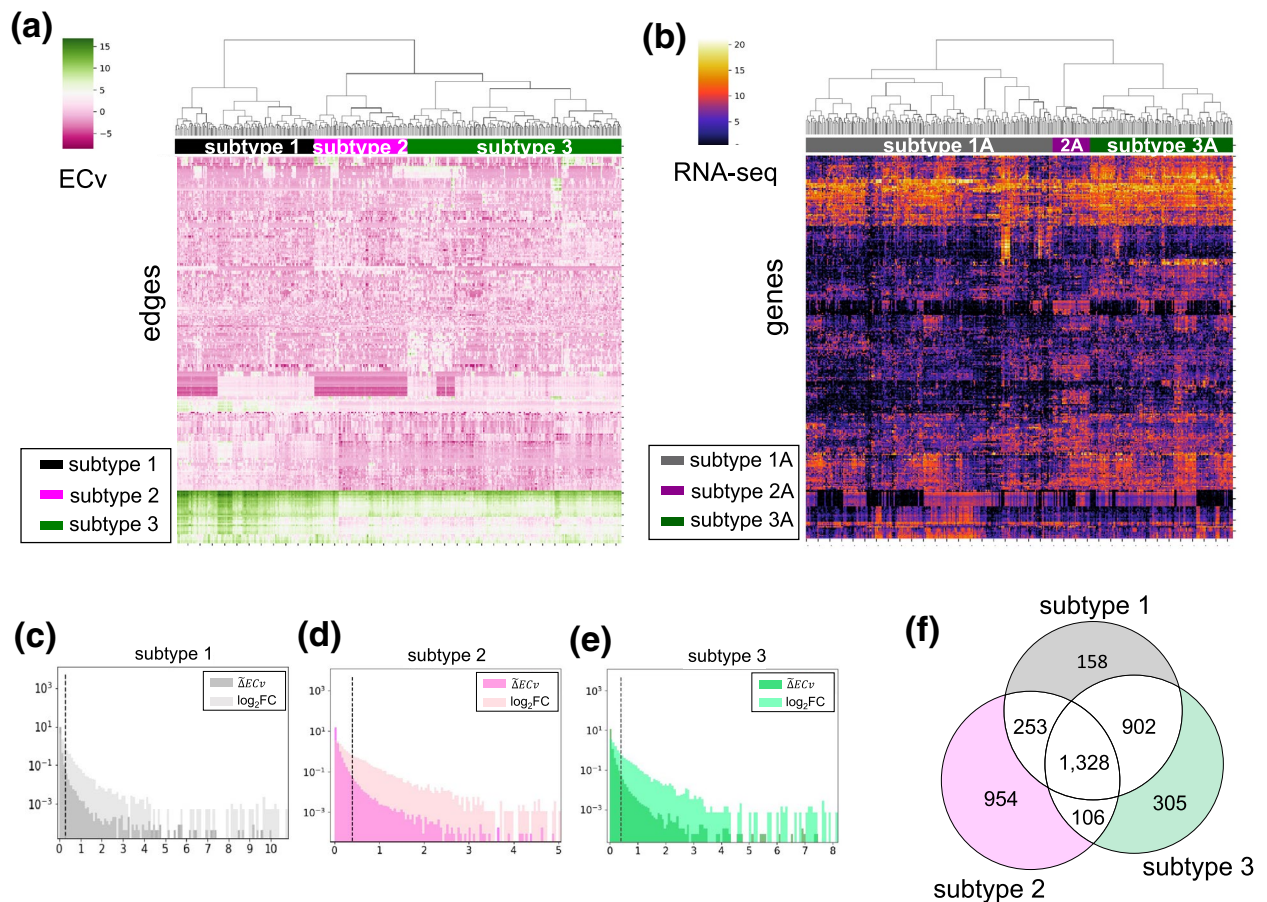 (a)
15
10
5
0
−5
ECv
subtype 1 subtype 2 subtype 3
edges
subtype 1
subtype 2
subtype 3
(b)
20
15
10
5
0
RNA-seq
subtype 1A 2A subtype 3A
genes
subtype 1A
subtype 2A
subtype 3A
(c)
subtype 1
Δ̃ECv
log₂FC
10³
10¹
10⁻¹
10⁻³
0 1 2 3 4 5 6 7 8 9 10
(d)
subtype 2
Δ̃ECv
log₂FC
10³
10¹
10⁻¹
10⁻³
0 1 2 3 4 5
(e)
subtype 3
Δ̃ECv
log₂FC
10³
10¹
10⁻¹
10⁻³
0 1 2 3 4 5 6 7 8
(f)
subtype 1
158
253
902
1,328
954
106
305
subtype 2
subtype 3